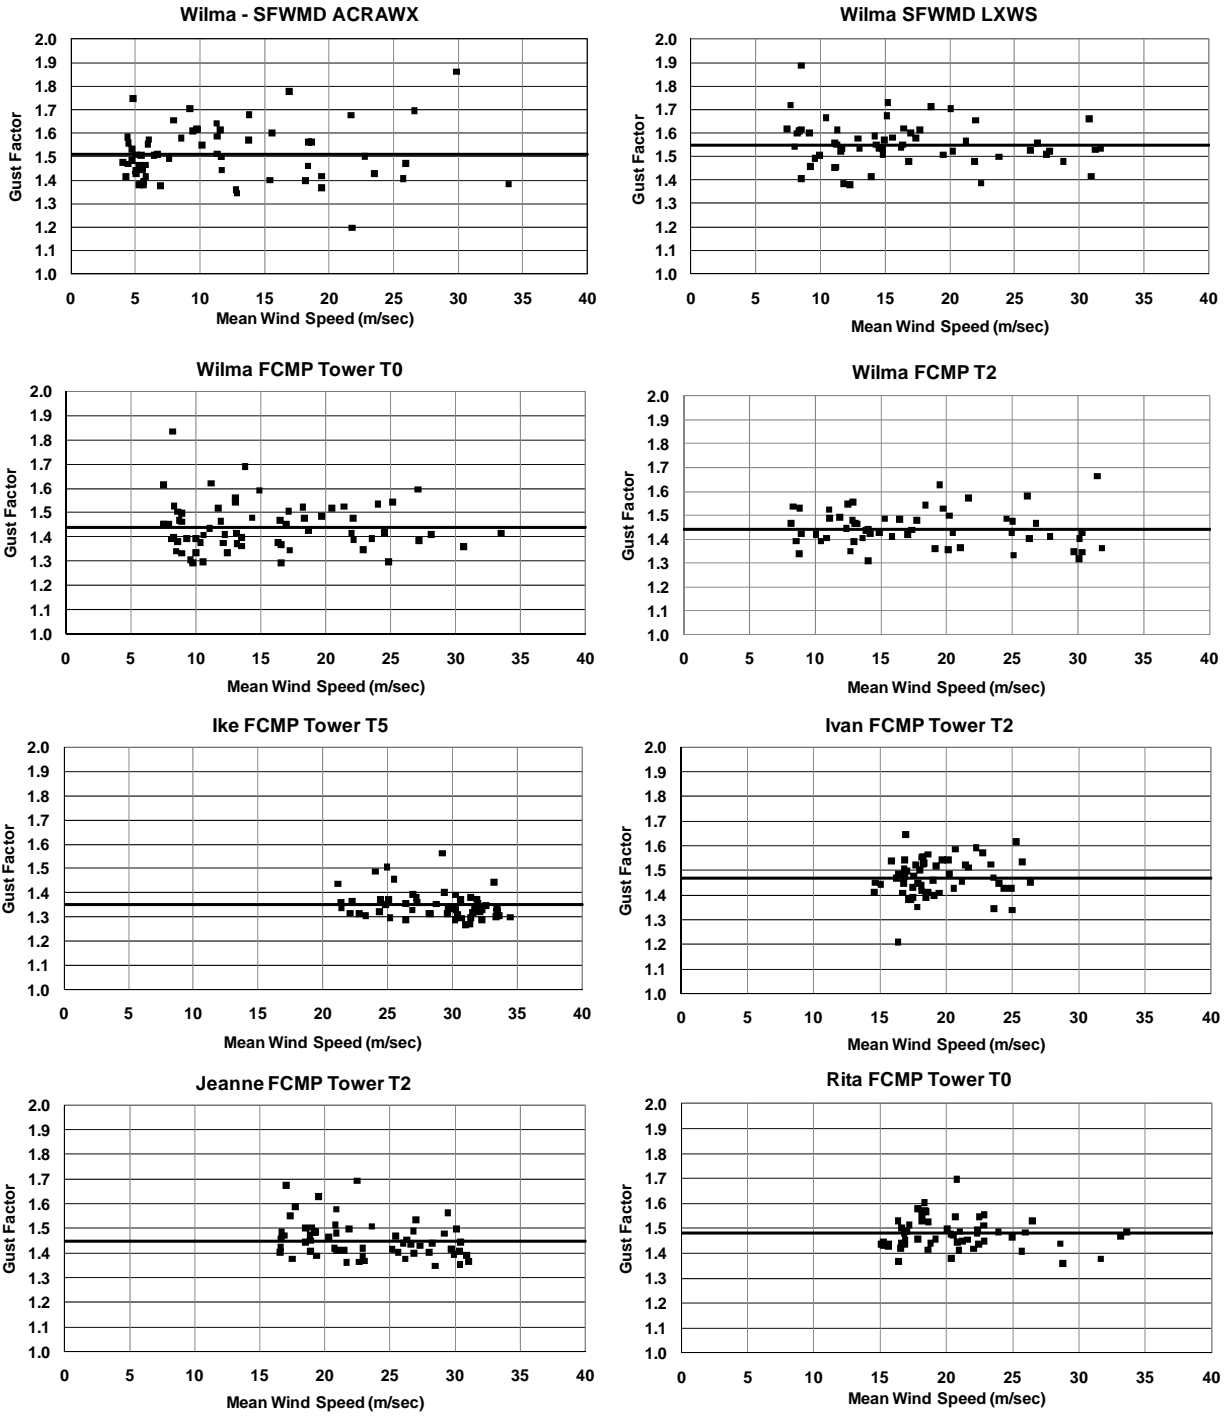 Wilma - SFWMD ACRAWX
Gust Factor
2.0
1.9
1.8
1.7
1.6
1.5
1.4
1.3
1.2
1.1
1.0
0 5 10 15 20 25 30 35 40
Mean Wind Speed (m/sec)
Wilma SFWMD LXWS
Gust Factor
2.0
1.9
1.8
1.7
1.6
1.5
1.4
1.3
1.2
1.1
1.0
0 5 10 15 20 25 30 35 40
Mean Wind Speed (m/sec)
Wilma FCMP Tower T0
Gust Factor
2.0
1.9
1.8
1.7
1.6
1.5
1.4
1.3
1.2
1.1
1.0
0 5 10 15 20 25 30 35 40
Mean Wind Speed (m/sec)
Wilma FCMP T2
Gust Factor
2.0
1.9
1.8
1.7
1.6
1.5
1.4
1.3
1.2
1.1
1.0
0 5 10 15 20 25 30 35 40
Mean Wind Speed (m/sec)
Ike FCMP Tower T5
Gust Factor
2.0
1.9
1.8
1.7
1.6
1.5
1.4
1.3
1.2
1.1
1.0
0 5 10 15 20 25 30 35 40
Mean Wind Speed (m/sec)
Ivan FCMP Tower T2
Gust Factor
2.0
1.9
1.8
1.7
1.6
1.5
1.4
1.3
1.2
1.1
1.0
0 5 10 15 20 25 30 35 40
Mean Wind Speed (m/sec)
Jeanne FCMP Tower T2
Gust Factor
2.0
1.9
1.8
1.7
1.6
1.5
1.4
1.3
1.2
1.1
1.0
0 5 10 15 20 25 30 35 40
Mean Wind Speed (m/sec)
Rita FCMP Tower T0
Gust Factor
2.0
1.9
1.8
1.7
1.6
1.5
1.4
1.3
1.2
1.1
1.0
0 5 10 15 20 25 30 35 40
Mean Wind Speed (m/sec)